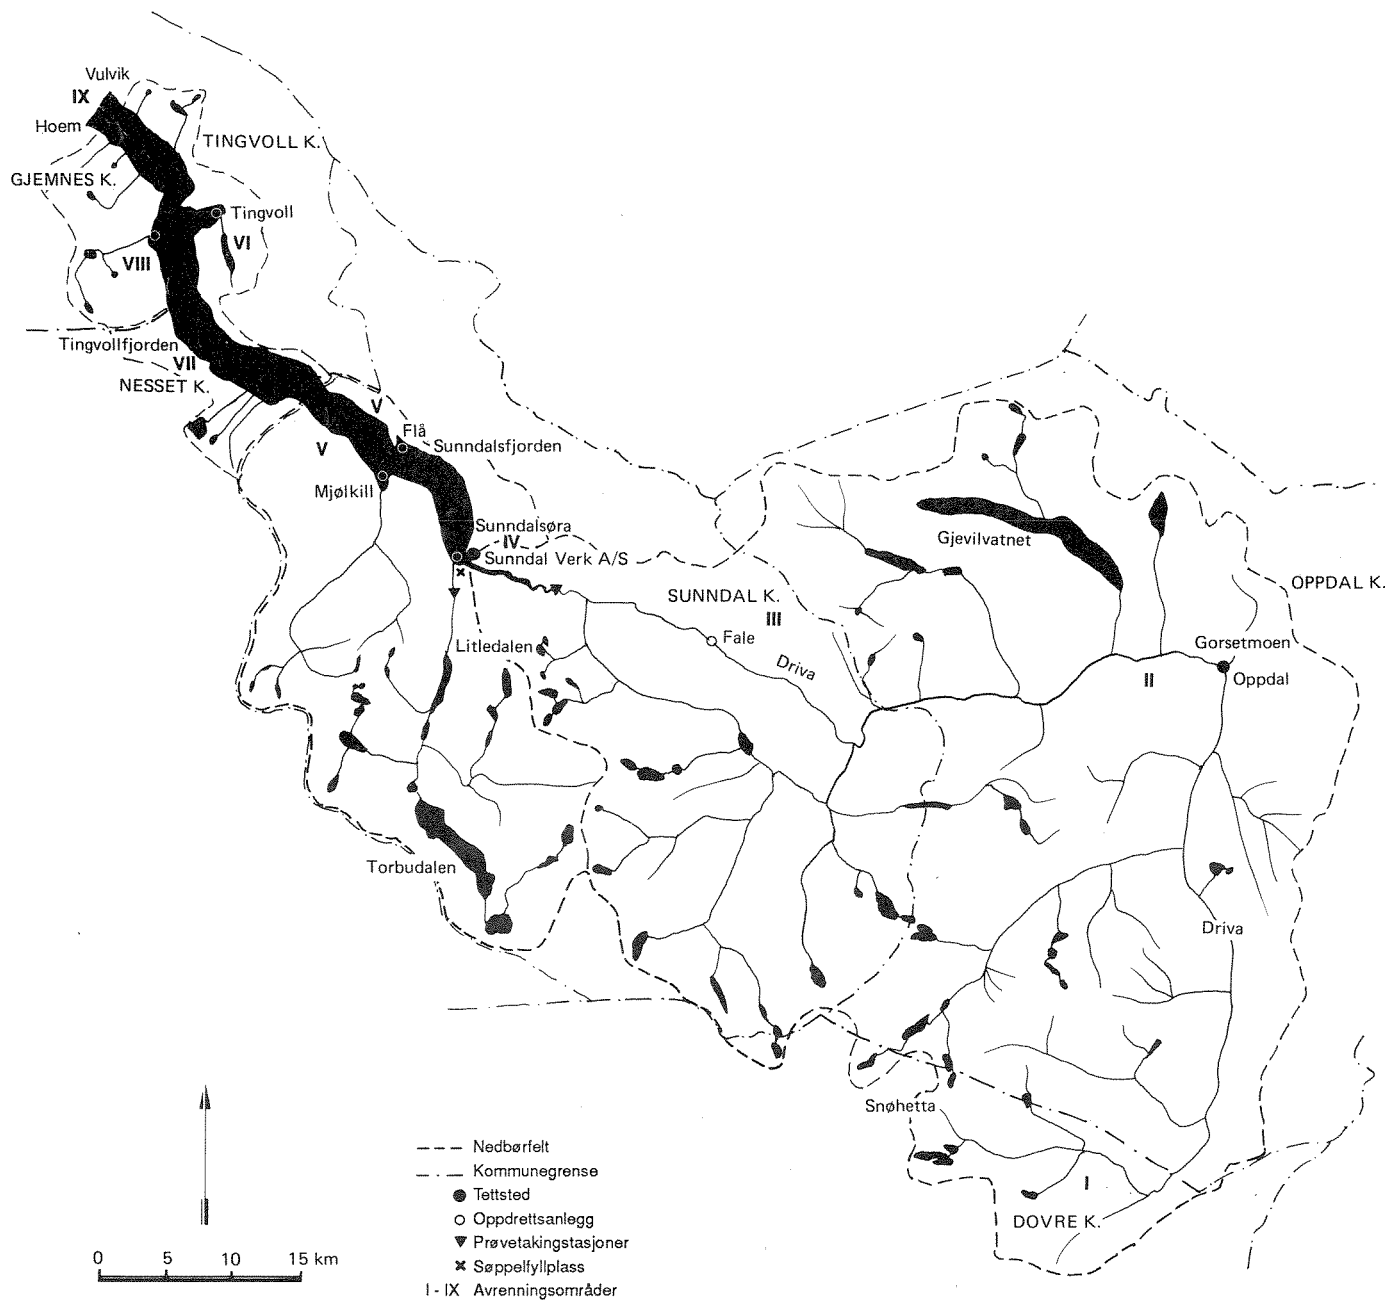 Vulvik
IX
Hoem
TINGVOLL K.
GJEMNES K.
Tingvoll
VI
VIII
Tingvollfjorden
VII
NESSET K.
V
Flå
V
Sunndalsfjorden
Mjølkill
Sunndalsøra
IV
Sunndal Verk A/S
Gjevilvatnet
OPPDAL K.
SUNNDAL K.
III
Fale
Litledalen
Driva
Gorsetmoen
II
Oppdal
Torbudalen
Driva
Snøhetta
I
DOVRE K.
Nedbørfelt
Kommunegrense
Tettsted
Oppdrettsanlegg
Prøvetakingstasjoner
Søppelfyllplass
I - IX Avrenningsområder
0 5 10 15 km